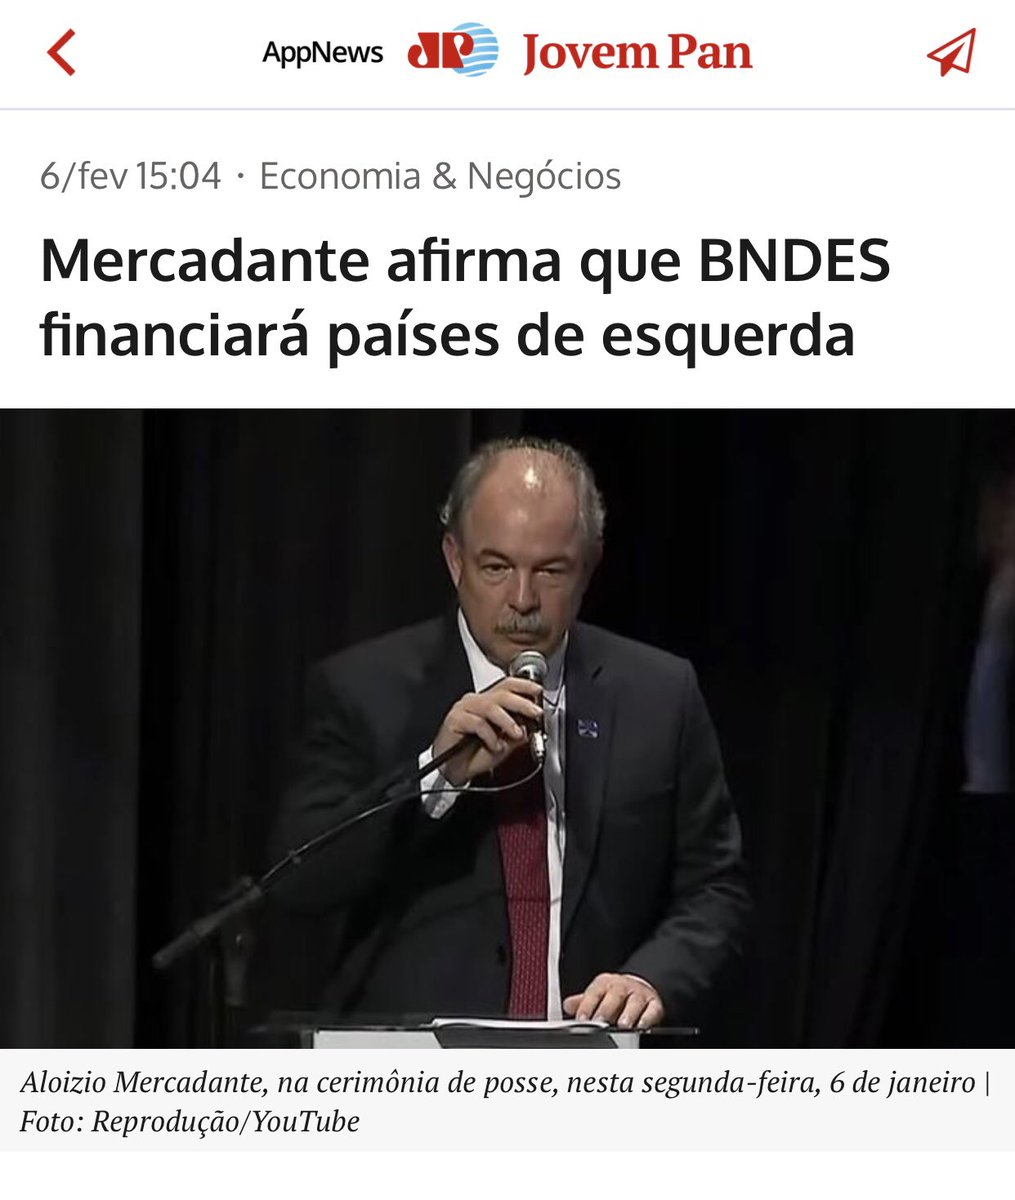 AppNews JP Jovem Pan
6/fev 15:04 · Economia & Negócios
Mercadante afirma que BNDES
financiará países de esquerda
Aloizio Mercadante, na cerimônia de posse, nesta segunda-feira, 6 de janeiro |
Foto: Reprodução/YouTube